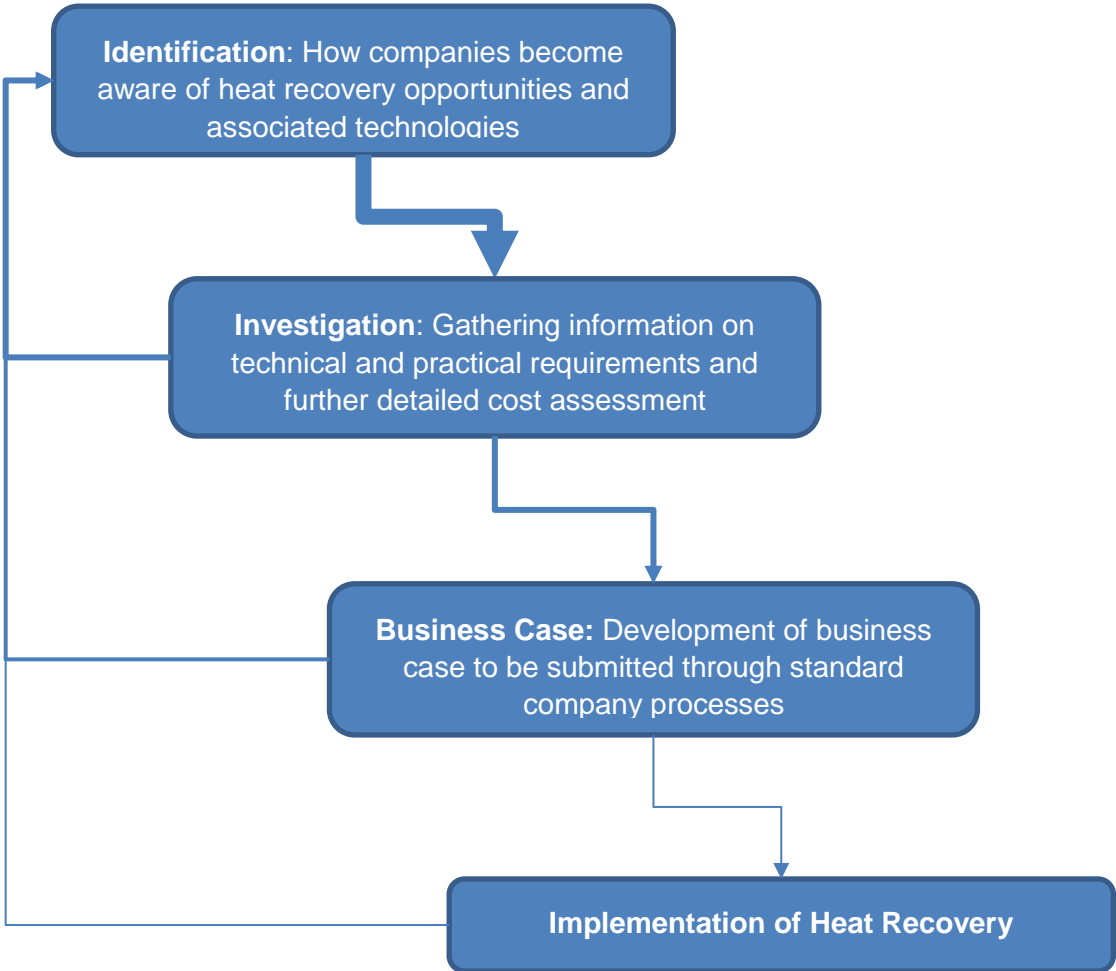 Identification: How companies become
aware of heat recovery opportunities and
associated technologies
Investigation: Gathering information on
technical and practical requirements and
further detailed cost assessment
Business Case: Development of business
case to be submitted through standard
company processes
Implementation of Heat Recovery